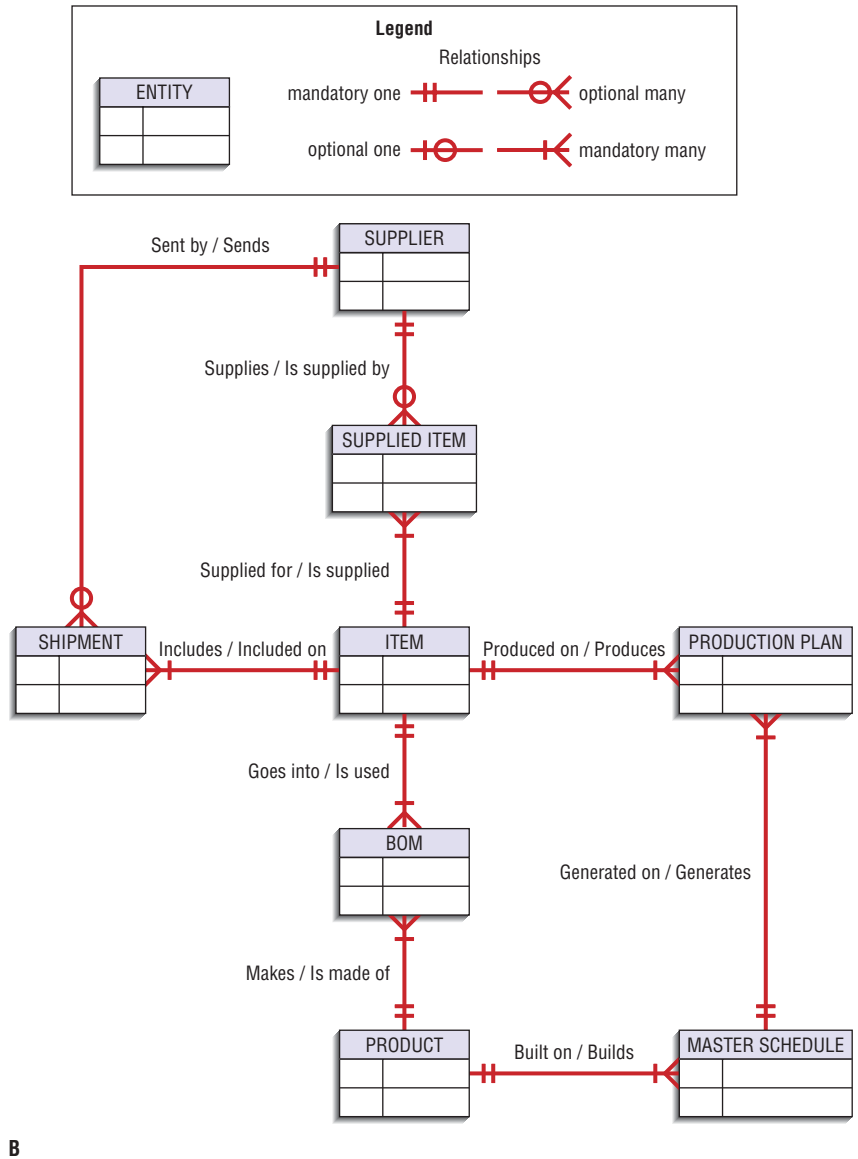 Legend
Relationships
ENTITY
mandatory one
optional many
optional one
mandatory many
Sent by / Sends
SUPPLIER
Supplies / Is supplied by
SUPPLIED ITEM
Supplied for / Is supplied
SHIPMENT
Includes / Included on
ITEM
Produced on / Produces
PRODUCTION PLAN
Goes into / Is used
BOM
Generated on / Generates
Makes / Is made of
PRODUCT
Built on / Builds
MASTER SCHEDULE
B